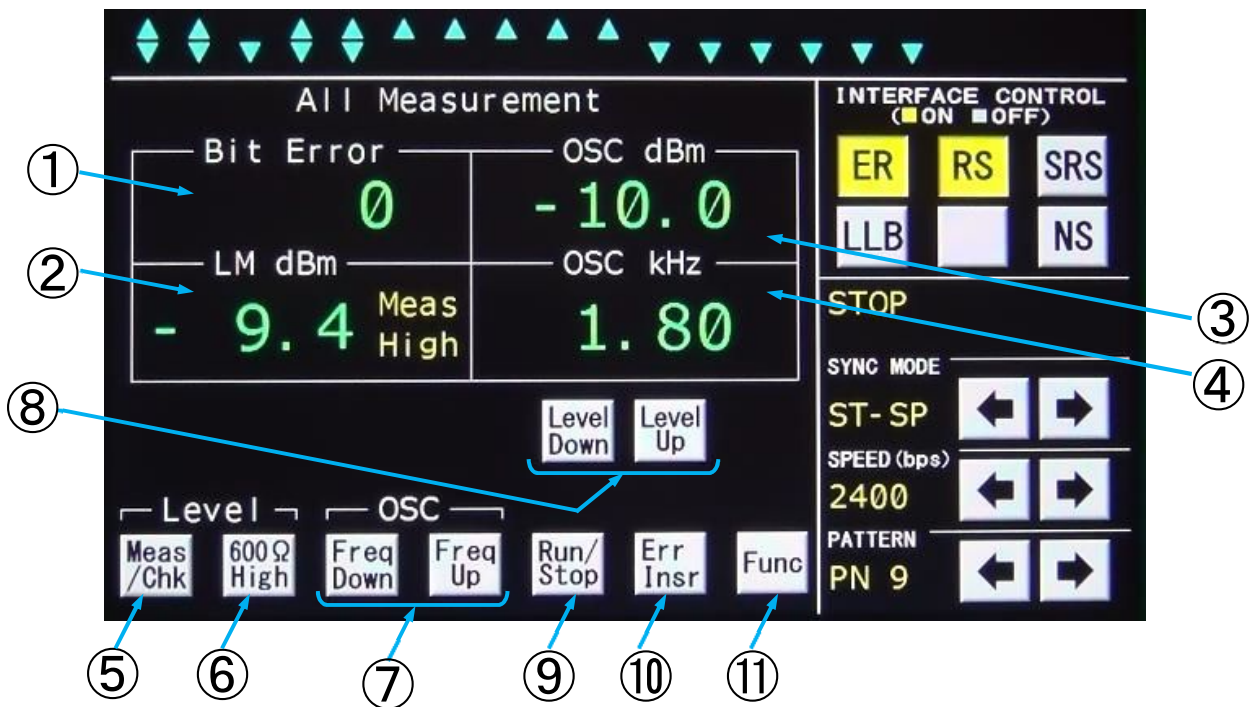 All Measurement
Bit Error
0
OSC dBm
-10.0
LM dBm
- 9.4
Meas
High
OSC kHz
1.80
Level
Down
Level
Up
Level
OSC
Meas
/Chk
600Ω
High
Freq
Down
Freq
Up
Run/
Stop
Err
Insr
Func
INTERFACE CONTROL
(■ON ■OFF)
ER
RS
SRS
LLB
NS
STOP
SYNC MODE
ST-SP
SPEED(bps)
2400
PATTERN
PN 9
①
②
③
④
⑤
⑥
⑦
⑧
⑨
⑩
⑪